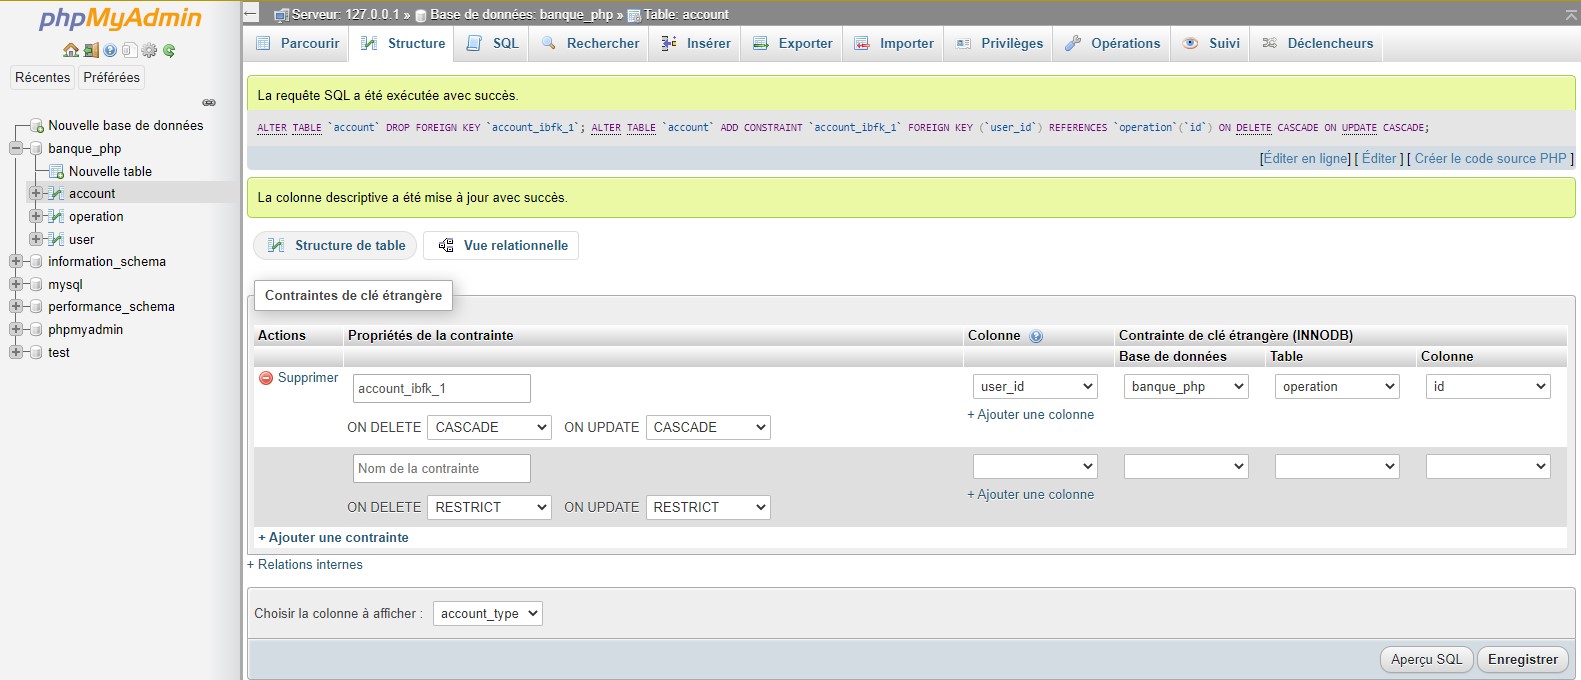 phpMyAdmin
Récentes Préférées
Nouvelle base de données
banque_php
Nouvelle table
account
operation
user
information_schema
mysql
performance_schema
phpmyadmin
test
Serveur: 127.0.0.1 » Base de données: banque_php » Table: account
Parcourir Structure SQL Rechercher Insérer Exporter Importer Privilèges Opérations Suivi Déclencheurs
La requête SQL a été exécutée avec succès.
ALTER TABLE `account` DROP FOREIGN KEY `account_ibfk_1`; ALTER TABLE `account` ADD CONSTRAINT `account_ibfk_1` FOREIGN KEY (`user_id`) REFERENCES `operation`(`id`) ON DELETE CASCADE ON UPDATE CASCADE;
[Éditer en ligne] [ Éditer ] [ Créer le code source PHP ]
La colonne descriptive a été mise à jour avec succès.
Structure de table Vue relationnelle
Contraintes de clé étrangère
Actions Propriétés de la contrainte Colonne Contrainte de clé étrangère (INNODB)
Base de données Table Colonne
Supprimer account_ibfk_1 user_id banque_php operation id
+ Ajouter une colonne
ON DELETE CASCADE ON UPDATE CASCADE
Nom de la contrainte
+ Ajouter une colonne
ON DELETE RESTRICT ON UPDATE RESTRICT
+ Ajouter une contrainte
+ Relations internes
Choisir la colonne à afficher : account_type
Aperçu SQL Enregistrer